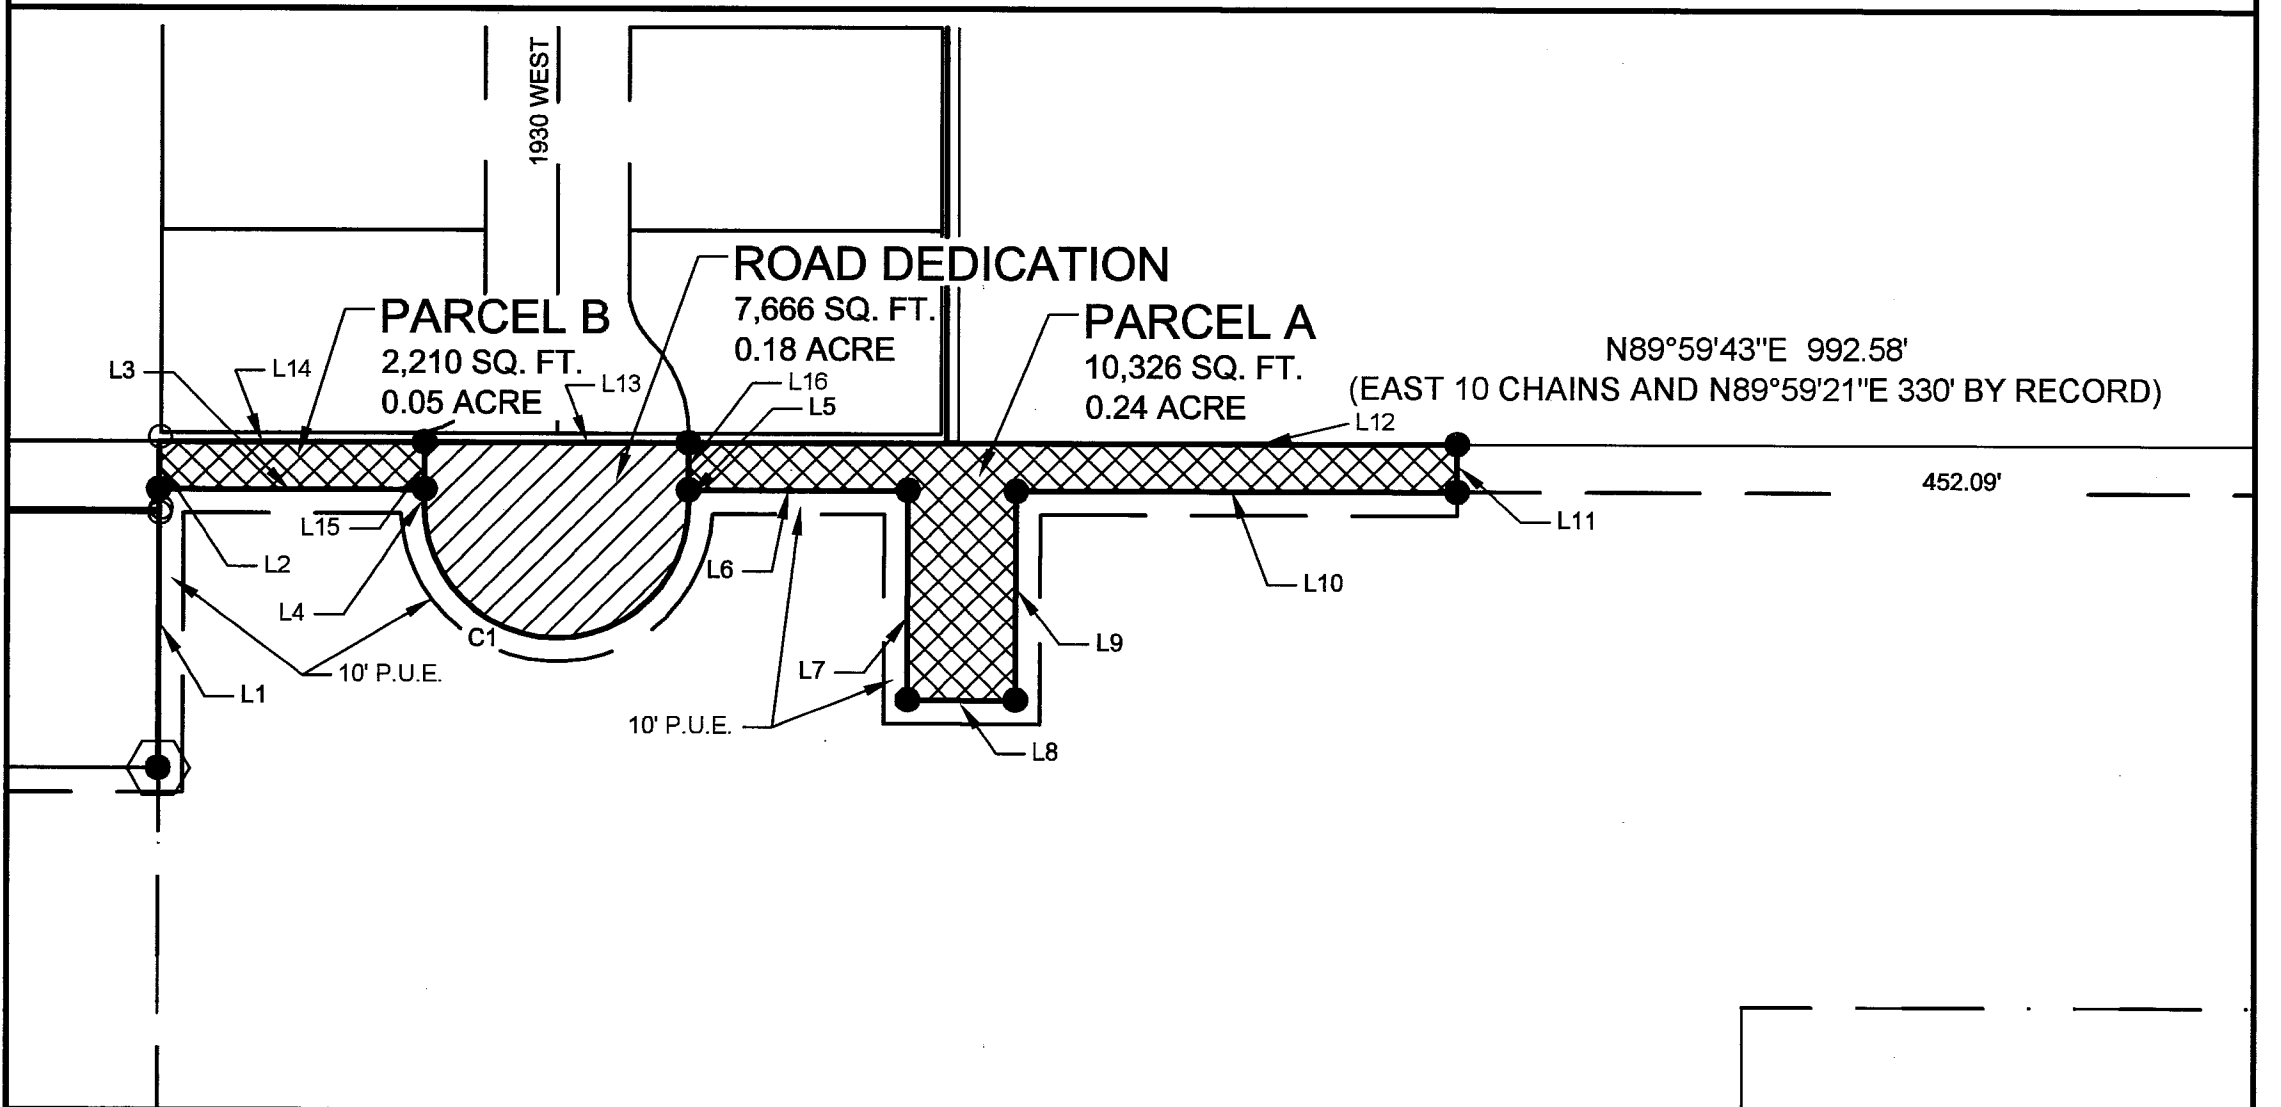 1930 WEST
ROAD DEDICATION
7,666 SQ. FT.
0.18 ACRE
PARCEL B
2,210 SQ. FT.
0.05 ACRE
PARCEL A
10,326 SQ. FT.
0.24 ACRE
N89°59'43"E 992.58'
(EAST 10 CHAINS AND N89°59'21"E 330' BY RECORD)
L3
L14
L13
L16
L5
L12
452.09'
L15
L11
L2
L6
L10
L4
C1
L9
L7
10' P.U.E.
L1
10' P.U.E.
L8